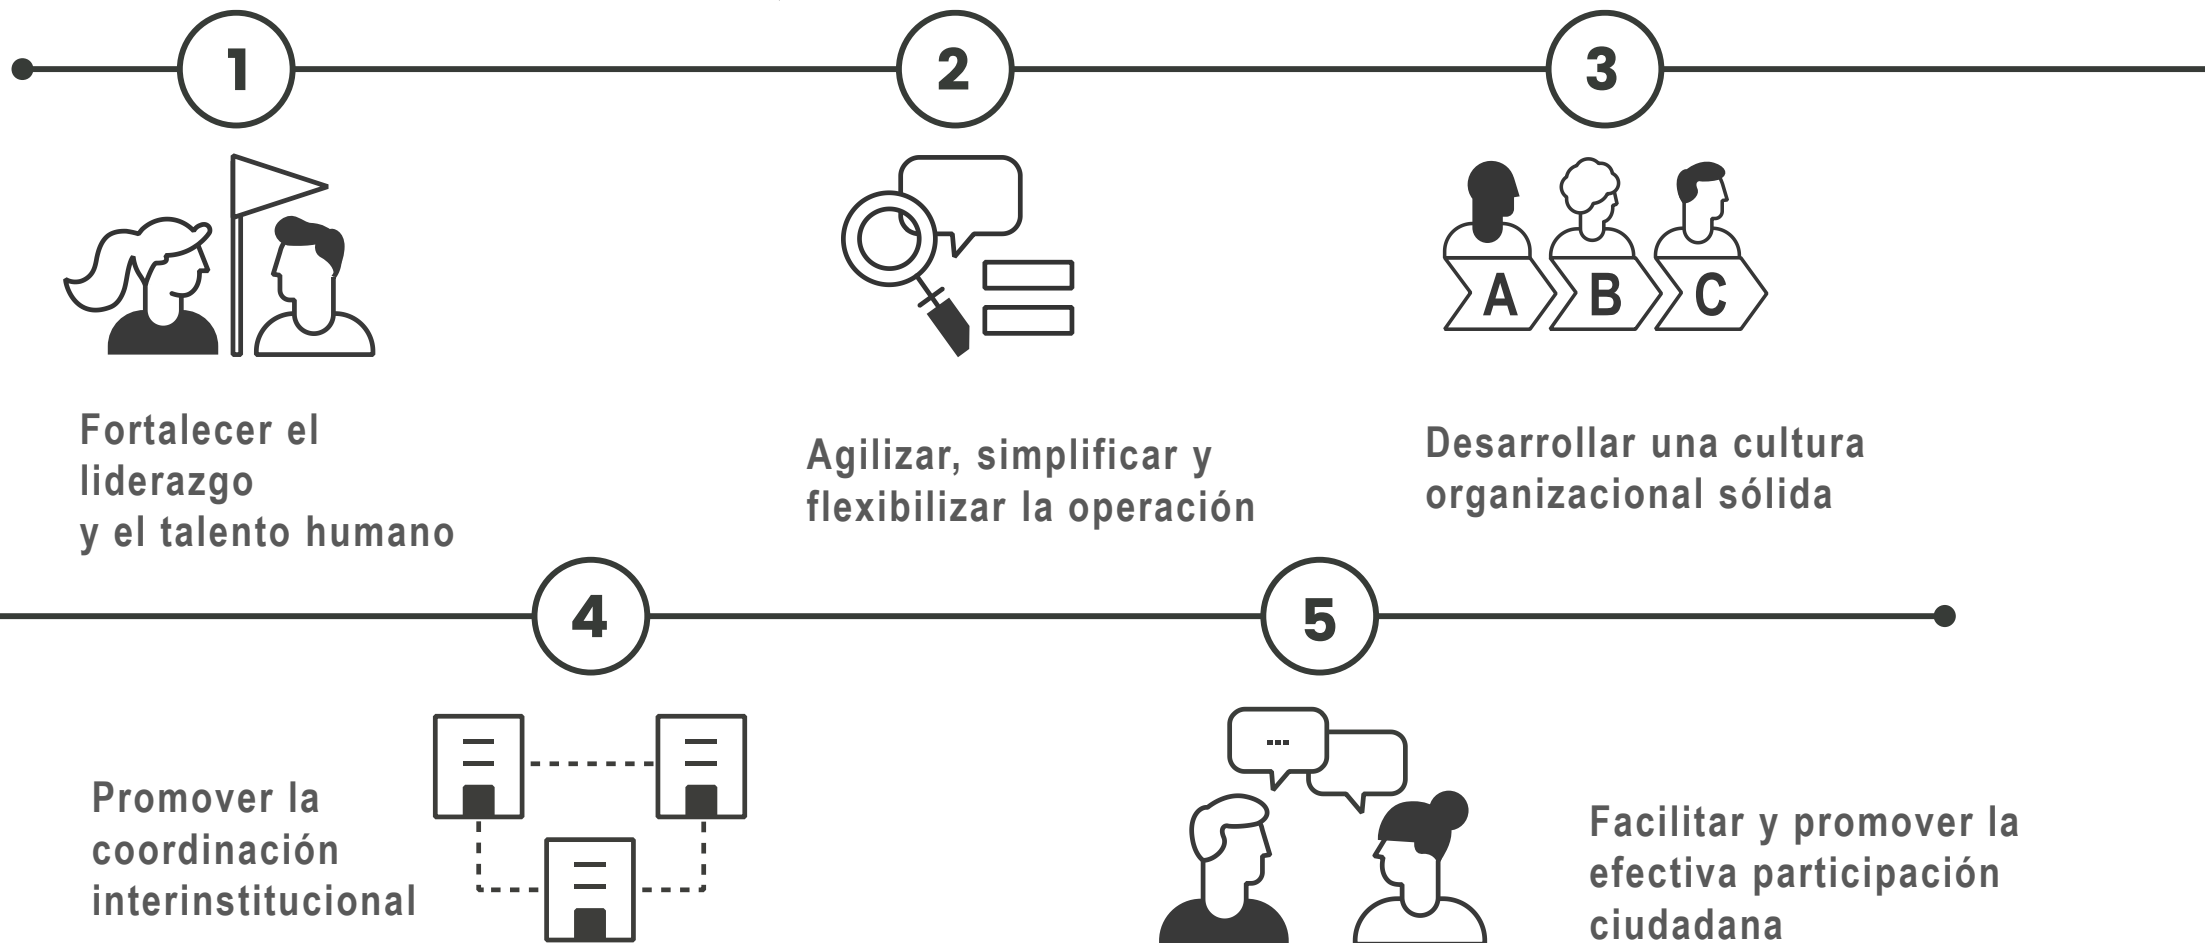 1
2
3
A B C
Fortalecer el
liderazgo
y el talento humano
Agilizar, simplificar y
flexibilizar la operación
Desarrollar una cultura
organizacional sólida
4
5
...
Promover la
coordinación
interinstitucional
Facilitar y promover la
efectiva participación
ciudadana